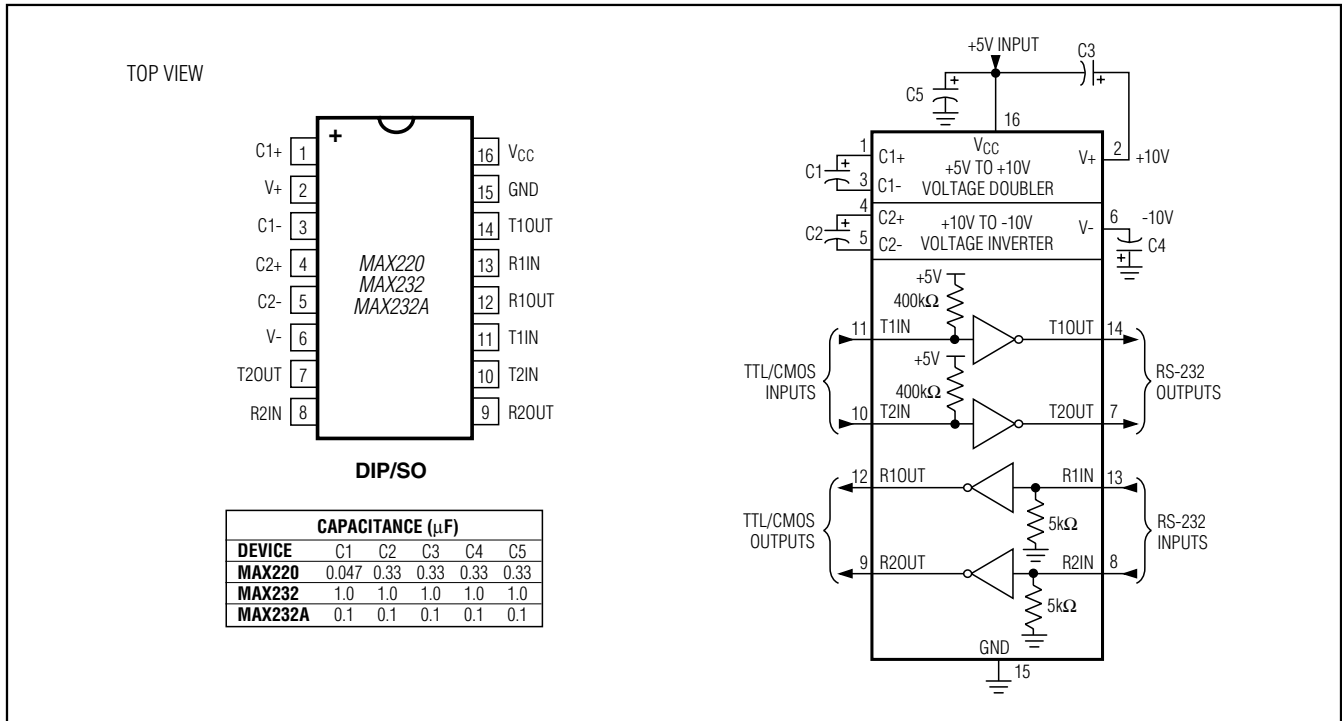 TOP VIEW
+
C1+ 1
V+ 2
C1- 3
C2+ 4
C2- 5
V- 6
T2OUT 7
R2IN 8
16 VCC
15 GND
14 T1OUT
13 R1IN
12 R1OUT
11 T1IN
10 T2IN
9 R2OUT
MAX220
MAX232
MAX232A
DIP/SO
CAPACITANCE (μF)
DEVICE C1 C2 C3 C4 C5
MAX220 0.047 0.33 0.33 0.33 0.33
MAX232 1.0 1.0 1.0 1.0 1.0
MAX232A 0.1 0.1 0.1 0.1 0.1
+5V INPUT
C3
+
C5
+
16
VCC
+5V TO +10V
VOLTAGE DOUBLER
1
C1+
C1
+
3
C1-
V+
2
+10V
4
C2+
C2
+
5
C2-
+10V TO -10V
VOLTAGE INVERTER
V-
6
-10V
C4
+
+5V
400kΩ
11 T1IN
T1OUT 14
+5V
400kΩ
10 T2IN
T2OUT 7
TTL/CMOS
INPUTS
RS-232
OUTPUTS
12 R1OUT
R1IN 13
5kΩ
9 R2OUT
R2IN 8
5kΩ
TTL/CMOS
OUTPUTS
RS-232
INPUTS
GND
15